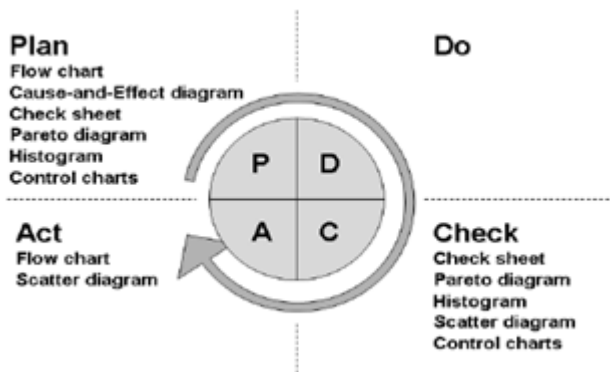 Plan
Flow chart
Cause-and-Effect diagram
Check sheet
Pareto diagram
Histogram
Control charts
Do
P
D
A
C
Act
Flow chart
Scatter diagram
Check
Check sheet
Pareto diagram
Histogram
Scatter diagram
Control charts